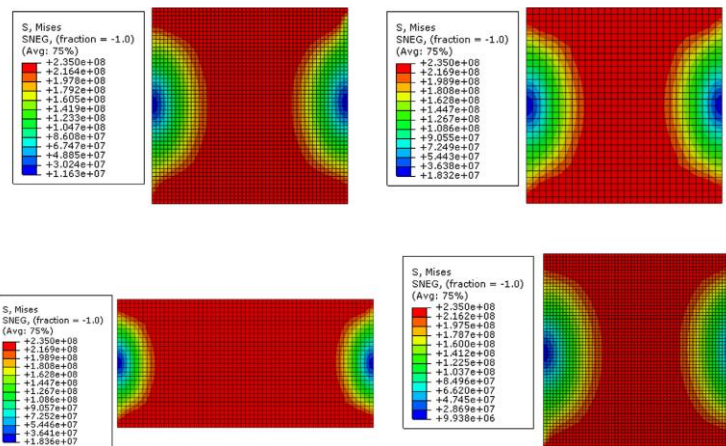 S, Mises
SNEG, (fraction = -1.0)
(Avg: 75%)
+2.350e+08
+2.164e+08
+1.978e+08
+1.792e+08
+1.605e+08
+1.419e+08
+1.233e+08
+1.047e+08
+8.608e+07
+6.747e+07
+4.885e+07
+3.024e+07
+1.163e+07
S, Mises
SNEG, (fraction = -1.0)
(Avg: 75%)
+2.350e+08
+2.169e+08
+1.989e+08
+1.808e+08
+1.628e+08
+1.447e+08
+1.267e+08
+1.086e+08
+9.055e+07
+7.249e+07
+5.443e+07
+3.638e+07
+1.832e+07
S, Mises
SNEG, (fraction = -1.0)
(Avg: 75%)
+2.350e+08
+2.169e+08
+1.989e+08
+1.808e+08
+1.628e+08
+1.447e+08
+1.267e+08
+1.086e+08
+9.057e+07
+7.252e+07
+5.446e+07
+3.641e+07
+1.836e+07
S, Mises
SNEG, (fraction = -1.0)
(Avg: 75%)
+2.350e+08
+2.162e+08
+1.975e+08
+1.787e+08
+1.600e+08
+1.412e+08
+1.225e+08
+1.037e+08
+8.496e+07
+6.620e+07
+4.745e+07
+2.869e+07
+9.938e+06